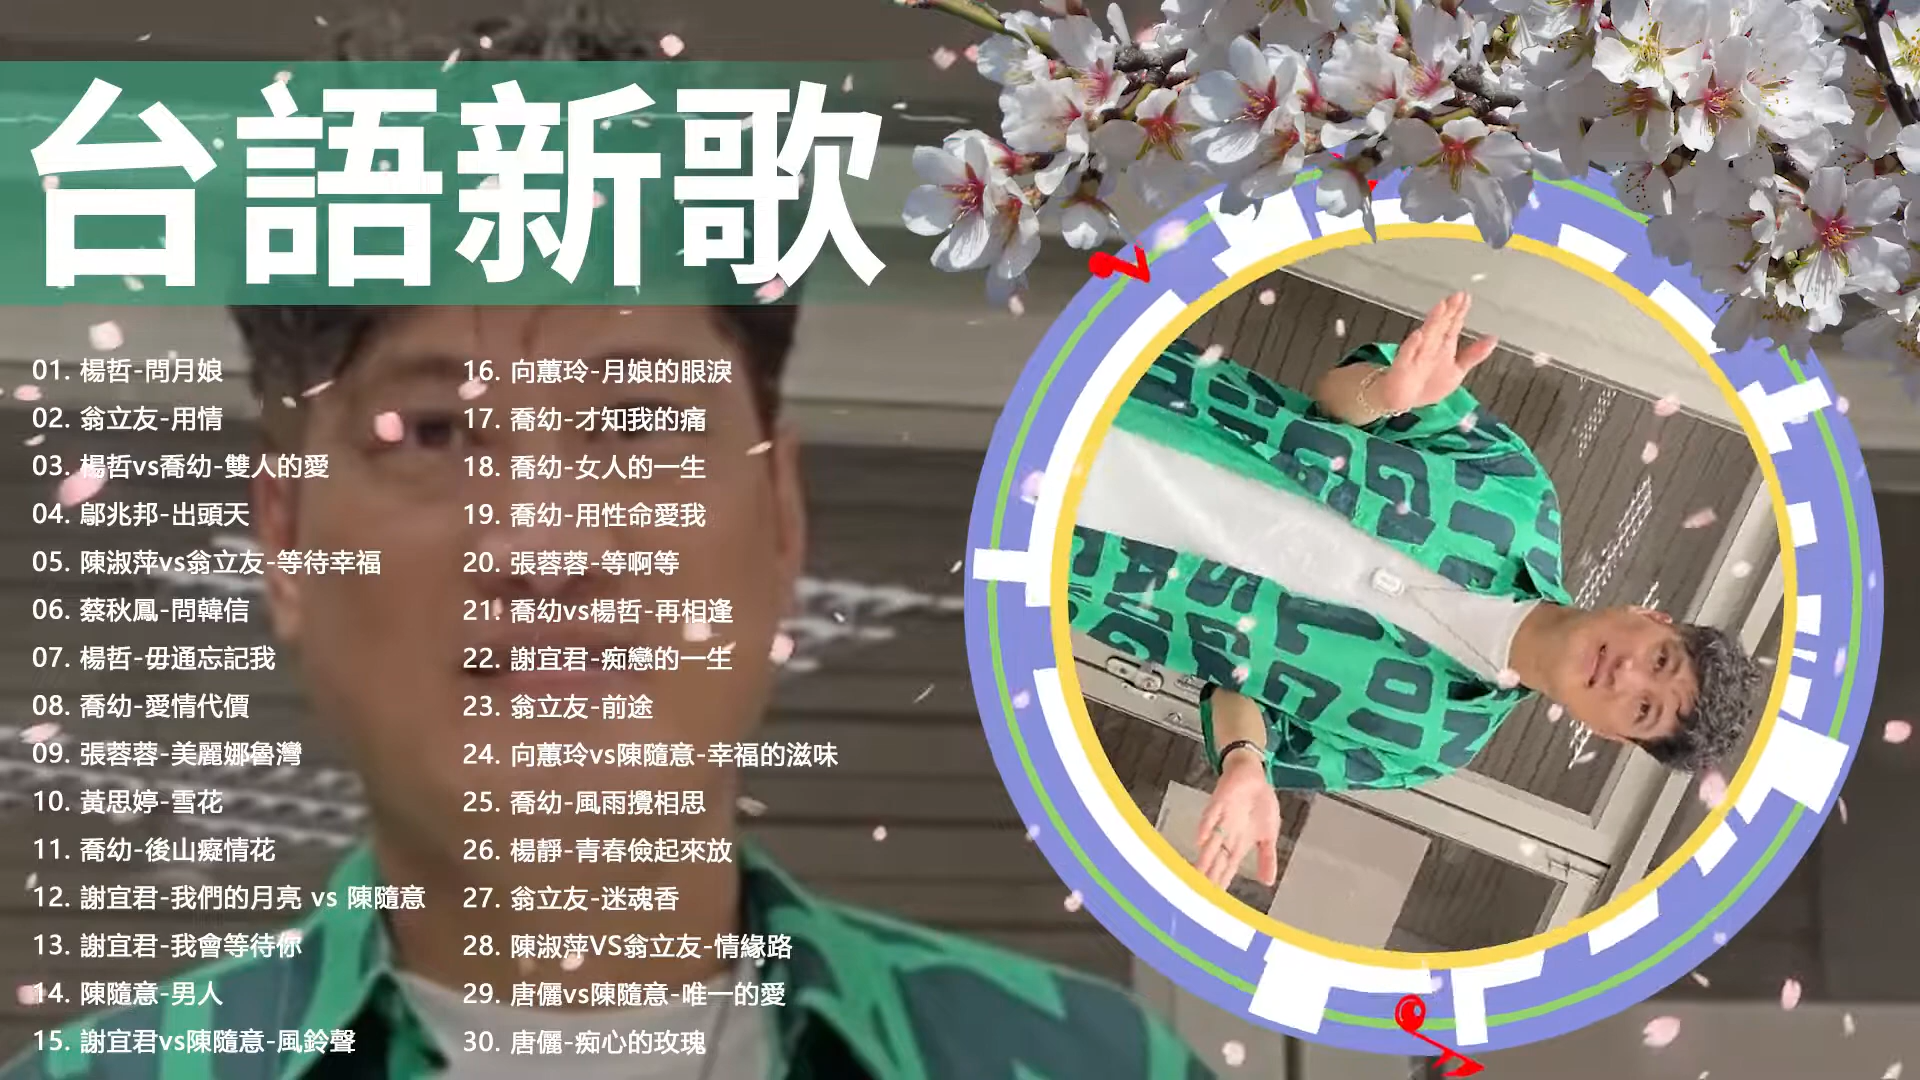 台語新歌
01. 楊哲-問月娘
02. 翁立友-用情
03. 楊哲vs喬幼-雙人的愛
04. 鄔兆邦-出頭天
05. 陳淑萍vs翁立友-等待幸福
06. 蔡秋鳳-問韓信
07. 楊哲-毋通忘記我
08. 喬幼-愛情代價
09. 張蓉蓉-美麗娜魯灣
10. 黃思婷-雪花
11. 喬幼-後山癡情花
12. 謝宜君-我們的月亮 vs 陳隨意
13. 謝宜君-我會等待你
14. 陳隨意-男人
15. 謝宜君vs陳隨意-風鈴聲
16. 向蕙玲-月娘的眼淚
17. 喬幼-才知我的痛
18. 喬幼-女人的一生
19. 喬幼-用性命愛我
20. 張蓉蓉-等啊等
21. 喬幼vs楊哲-再相逢
22. 謝宜君-痴戀的一生
23. 翁立友-前途
24. 向蕙玲vs陳隨意-幸福的滋味
25. 喬幼-風雨攪相思
26. 楊靜-青春儉起來放
27. 翁立友-迷魂香
28. 陳淑萍VS翁立友-情緣路
29. 唐儷vs陳隨意-唯一的愛
30. 唐儷-痴心的玫瑰